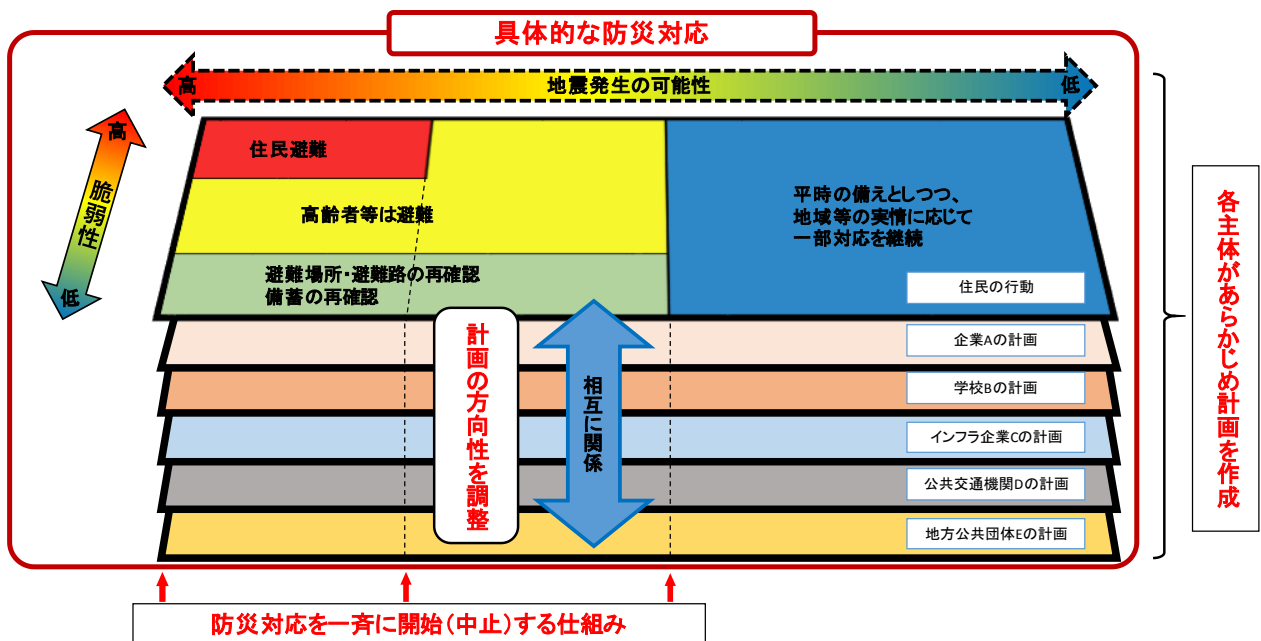 具体的な防災対応
高
地震発生の可能性
低
高
脆弱性
低
住民避難
高齢者等は避難
避難場所・避難路の再確認
備蓄の再確認
平時の備えとしつつ、
地域等の実情に応じて
一部対応を継続
住民の行動
企業Aの計画
学校Bの計画
インフラ企業Cの計画
公共交通機関Dの計画
地方公共団体Eの計画
計画の方向性を調整
相互に関係
各主体があらかじめ計画を作成
防災対応を一斉に開始（中止）する仕組み